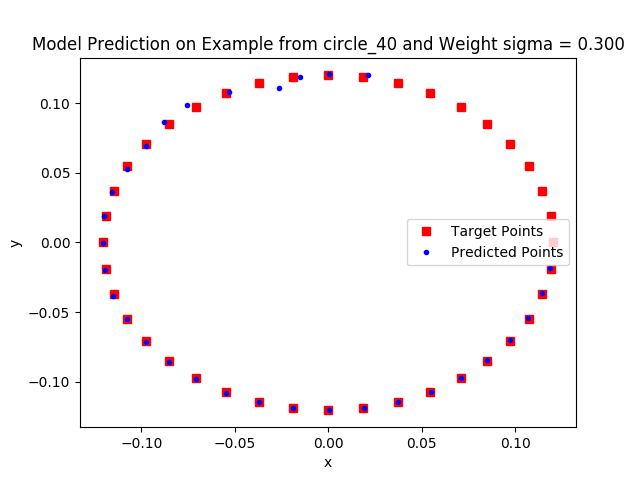 Model Prediction on Example from circle_40 and Weight sigma = 0.300
0.10
0.05
0.00
−0.05
−0.10
y
Target Points
Predicted Points
−0.10 −0.05 0.00 0.05 0.10
x